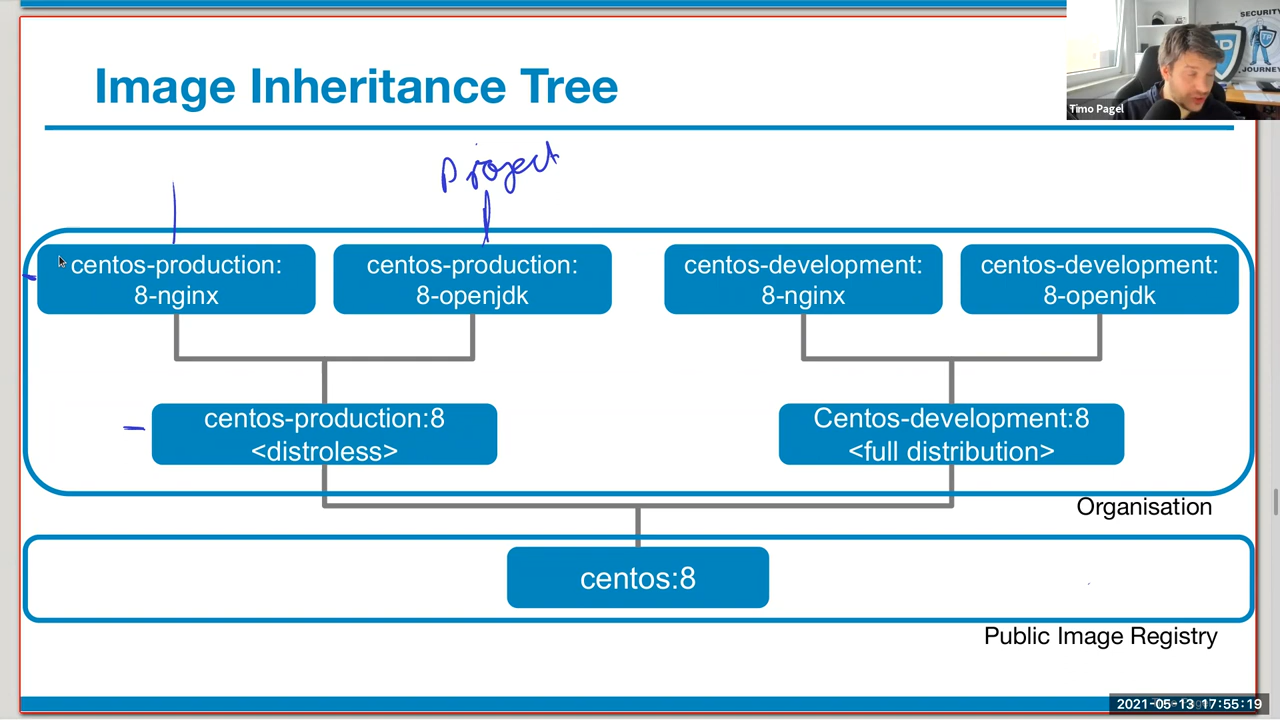 Image Inheritance Tree
SECURITY
JOURNEY
Timo Pagel
Project
centos-production:
8-nginx
centos-production:
8-openjdk
centos-development:
8-nginx
centos-development:
8-openjdk
centos-production:8
<distroless>
Centos-development:8
<full distribution>
Organisation
centos:8
Public Image Registry
2021-05-13 17:55:19